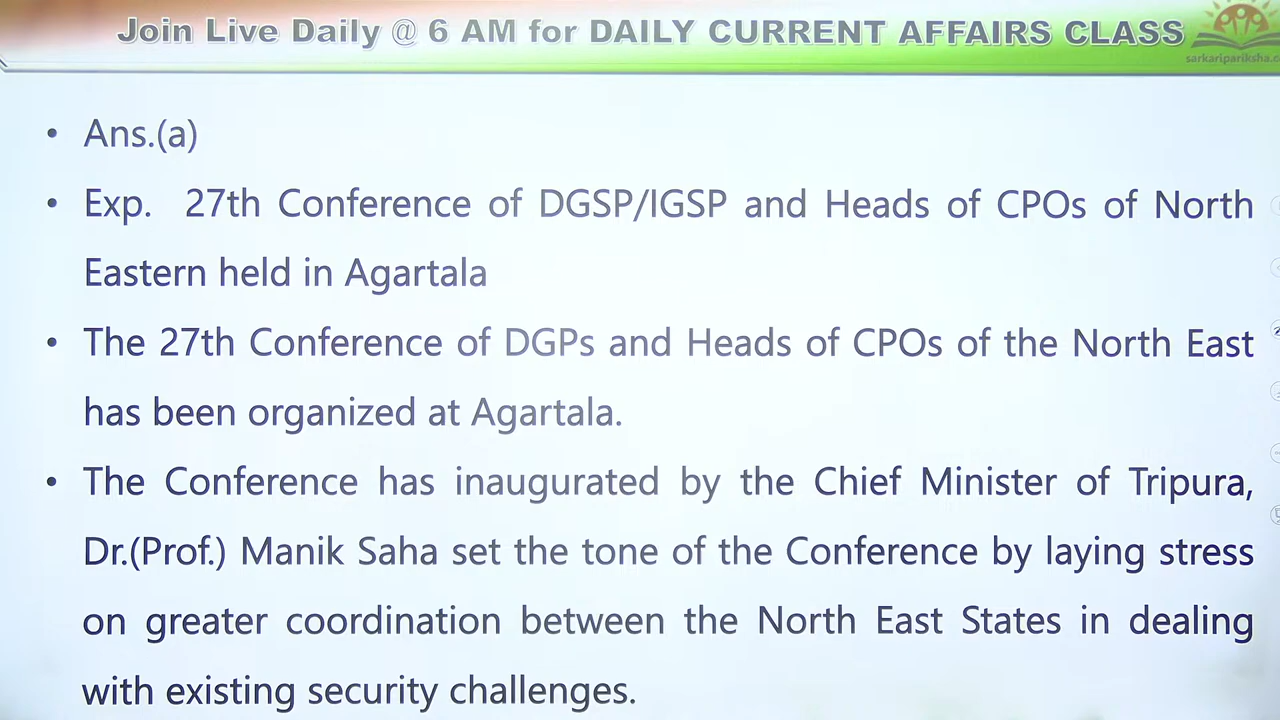 Join Live Daily @ 6 AM for DAILY CURRENT AFFAIRS CLASS
sarkaripariksha.c
• Ans.(a)
• Exp. 27th Conference of DGSP/IGSP and Heads of CPOs of North
Eastern held in Agartala
• The 27th Conference of DGPs and Heads of CPOs of the North East
has been organized at Agartala.
• The Conference has inaugurated by the Chief Minister of Tripura,
Dr.(Prof.) Manik Saha set the tone of the Conference by laying stress
on greater coordination between the North East States in dealing
with existing security challenges.